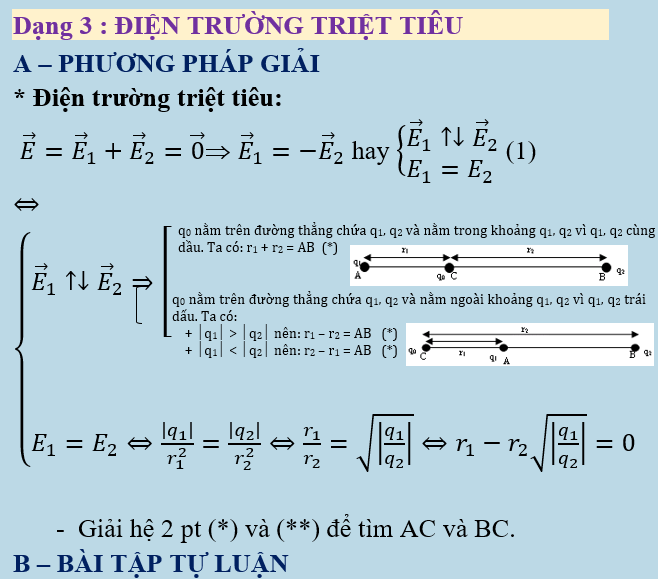 Dạng 3 : ĐIỆN TRƯỜNG TRIỆT TIÊU
A – PHƯƠNG PHÁP GIẢI
* Điện trường triệt tiêu:
$\vec{E} = \vec{E}_1 + \vec{E}_2 = \vec{0} \Rightarrow \vec{E}_1 = -\vec{E}_2$ hay $\begin{cases} \vec{E}_1 \uparrow\downarrow \vec{E}_2 \\ E_1 = E_2 \end{cases}$ (1)
⇔
q₀ nằm trên đường thẳng chứa q₁, q₂ và nằm trong khoảng q₁, q₂ vì q₁, q₂ cùng
dầu. Ta có: r₁ + r₂ = AB (*)
r₁ r₂
q₁ A q₀ C B q₂
$\vec{E}_1 \uparrow\downarrow \vec{E}_2 \Rightarrow$
q₀ nằm trên đường thẳng chứa q₁, q₂ và nằm ngoài khoảng q₁, q₂ vì q₁, q₂ trái
dấu. Ta có:
+ |q₁| > |q₂| nên: r₁ – r₂ = AB (*)
+ |q₁| < |q₂| nên: r₂ – r₁ = AB (*)
r₂
q₀ C r₁ q₁ A B q₂
$E_1 = E_2 \Leftrightarrow \frac{|q_1|}{r_1^2} = \frac{|q_2|}{r_2^2} \Leftrightarrow \frac{r_1}{r_2} = \sqrt{\left|\frac{q_1}{q_2}\right|} \Leftrightarrow r_1 - r_2\sqrt{\left|\frac{q_1}{q_2}\right|} = 0$
- Giải hệ 2 pt (*) và (**) để tìm AC và BC.
B – BÀI TẬP TỰ LUẬN